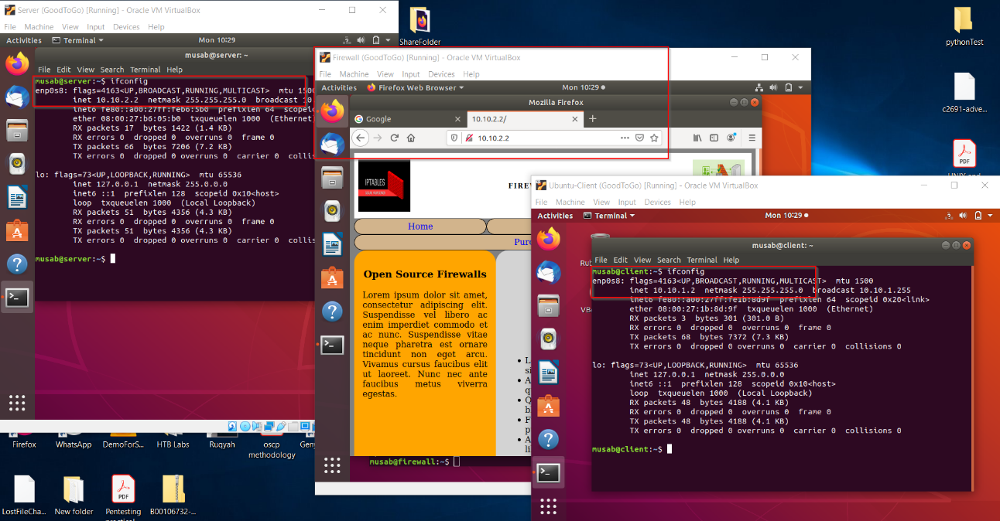 Server (GoodToGo) [Running] - Oracle VM VirtualBox
File Machine View Input Devices Help
Activities Terminal Mon 10:29
musab@server: ~
File Edit View Search Terminal Help
musab@server:~$ ifconfig
enp0s8: flags=4163<UP,BROADCAST,RUNNING,MULTICAST> mtu 1500
inet 10.10.2.2 netmask 255.255.255.0 broadcast 10
inet6 fe80::a00:27ff:feb6:5b0 prefixlen 64 scopeid
ether 08:00:27:b6:05:b0 txqueuelen 1000 (Ethernet)
RX packets 17 bytes 1422 (1.4 KB)
RX errors 0 dropped 0 overruns 0 frame 0
TX packets 66 bytes 7206 (7.2 KB)
TX errors 0 dropped 0 overruns 0 carrier 0 collis
lo: flags=73<UP,LOOPBACK,RUNNING> mtu 65536
inet 127.0.0.1 netmask 255.0.0.0
inet6 ::1 prefixlen 128 scopeid 0x10<host>
loop txqueuelen 1000 (Local Loopback)
RX packets 51 bytes 4356 (4.3 KB)
RX errors 0 dropped 0 overruns 0 frame 0
TX packets 51 bytes 4356 (4.3 KB)
TX errors 0 dropped 0 overruns 0 carrier 0 collis
musab@server:~$
ShareFolder
Firewall (GoodToGo) [Running] - Oracle VM VirtualBox
File Machine View Input Devices Help
Activities Firefox Web Browser Mon 10:29
Mozilla Firefox
Google
10.10.2.2/
10.10.2.2
IPTABLES
FIREW
Home
Purc
Open Source Firewalls
Lorem ipsum dolor sit amet,
consectetur adipiscing elit.
Suspendisse vel libero ac
enim imperdiet commodo et
ac nunc. Suspendisse vitae
neque pharetra est ornare
tincidunt non eget arcu.
Vivamus cursus faucibus elit
ut laoreet. Nunc nec ante
faucibus metus viverra
egestas.
musab@firewall:~$
Ubuntu-Client (GoodToGo) [Running] - Oracle VM VirtualBox
File Machine View Input Devices Help
Activities Terminal Mon 10:29
musab@client: ~
File Edit View Search Terminal Help
musab@client:~$ ifconfig
enp0s8: flags=4163<UP,BROADCAST,RUNNING,MULTICAST> mtu 1500
inet 10.10.1.2 netmask 255.255.255.0 broadcast 10.10.1.255
inet6 fe80::a00:27ff:fe1b:8d9f prefixlen 64 scopeid 0x20<link>
ether 08:00:27:1b:8d:9f txqueuelen 1000 (Ethernet)
RX packets 3 bytes 301 (301.0 B)
RX errors 0 dropped 0 overruns 0 frame 0
TX packets 68 bytes 7372 (7.3 KB)
TX errors 0 dropped 0 overruns 0 carrier 0 collisions 0
lo: flags=73<UP,LOOPBACK,RUNNING> mtu 65536
inet 127.0.0.1 netmask 255.0.0.0
inet6 ::1 prefixlen 128 scopeid 0x10<host>
loop txqueuelen 1000 (Local Loopback)
RX packets 48 bytes 4188 (4.1 KB)
RX errors 0 dropped 0 overruns 0 frame 0
TX packets 48 bytes 4188 (4.1 KB)
TX errors 0 dropped 0 overruns 0 carrier 0 collisions 0
musab@client:~$
pythonTest
c2691-adve...
PDF
Firefox
WhatsApp
DemoForS...
HTB Labs
Ruqyah
oscp
methodology
LostFileCha...
New folder
PDF
Pentesting
B00106732-...